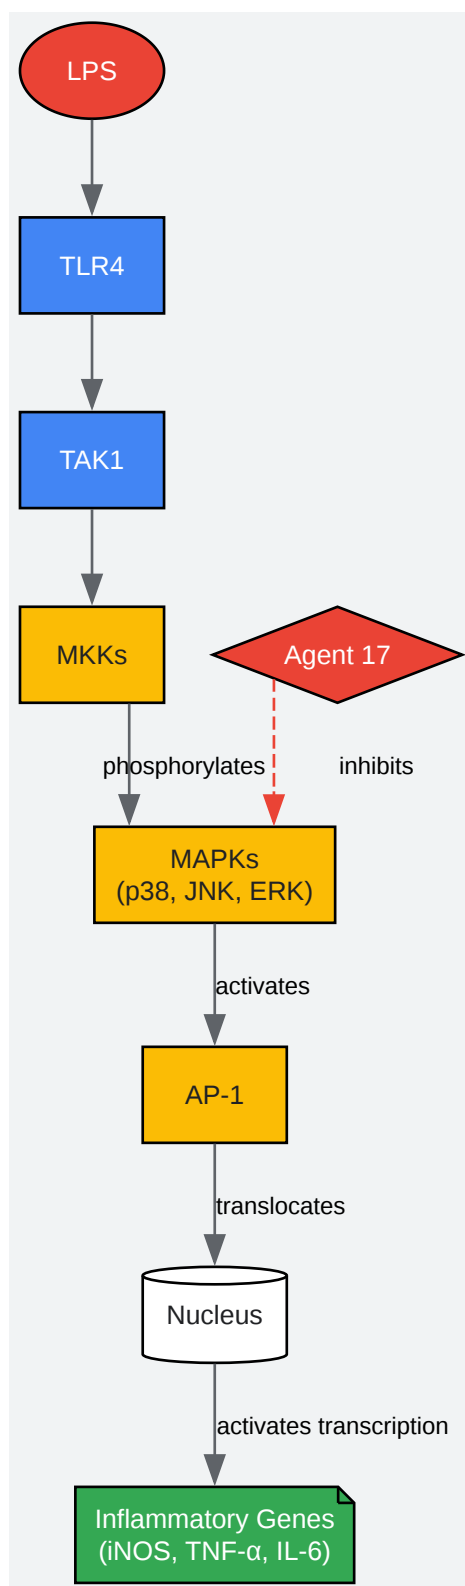 LPS
TLR4
TAK1
MKKs
Agent 17
phosphorylates
inhibits
MAPKs
(p38, JNK, ERK)
activates
AP-1
translocates
Nucleus
activates transcription
Inflammatory Genes
(iNOS, TNF-α, IL-6)